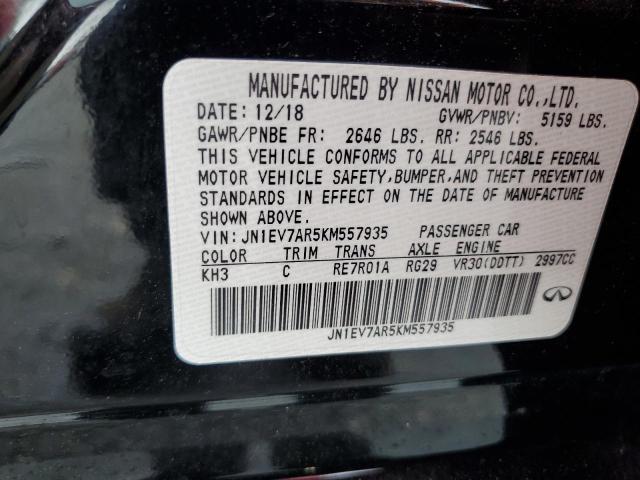 MANUFACTURED BY NISSAN MOTOR CO.,LTD.
DATE: 12/18 GVWR/PNBV: 5159 LBS.
GAWR/PNBE FR: 2646 LBS. RR: 2546 LBS.
THIS VEHICLE CONFORMS TO ALL APPLICABLE FEDERAL
MOTOR VEHICLE SAFETY,BUMPER,AND THEFT PREVENTION
STANDARDS IN EFFECT ON THE DATE OF MANUFACTURE
SHOWN ABOVE.
VIN:JN1EV7AR5KM557935 PASSENGER CAR
COLOR TRIM TRANS AXLE ENGINE
KH3 C RE7R01A RG29 VR30(DDTT) 2997CC
JN1EV7AR5KM557935